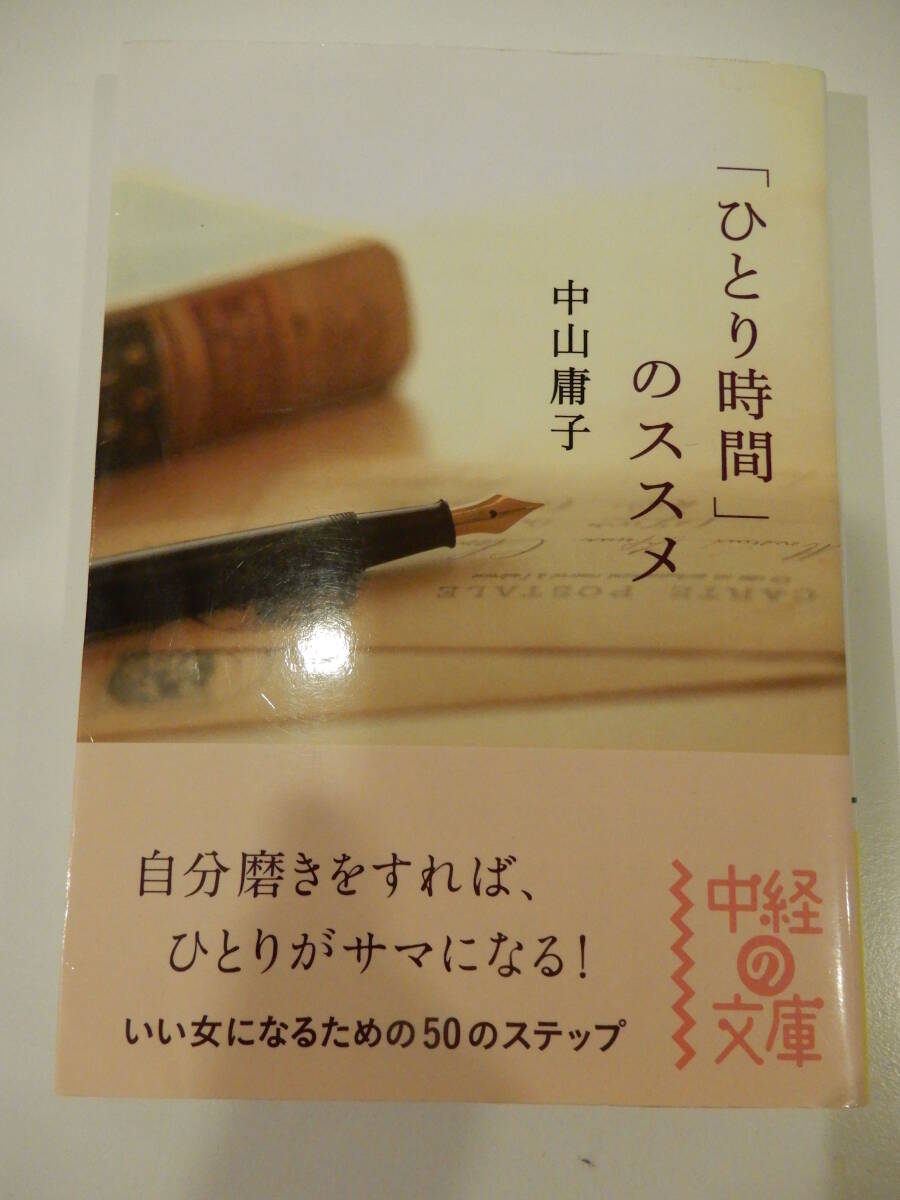 「ひとり時間」
のススメ
中山庸子
CARTE POSTALE
自分磨きをすれば、
ひとりがサマになる!
いい女になるための50のステップ
中経
の
文庫